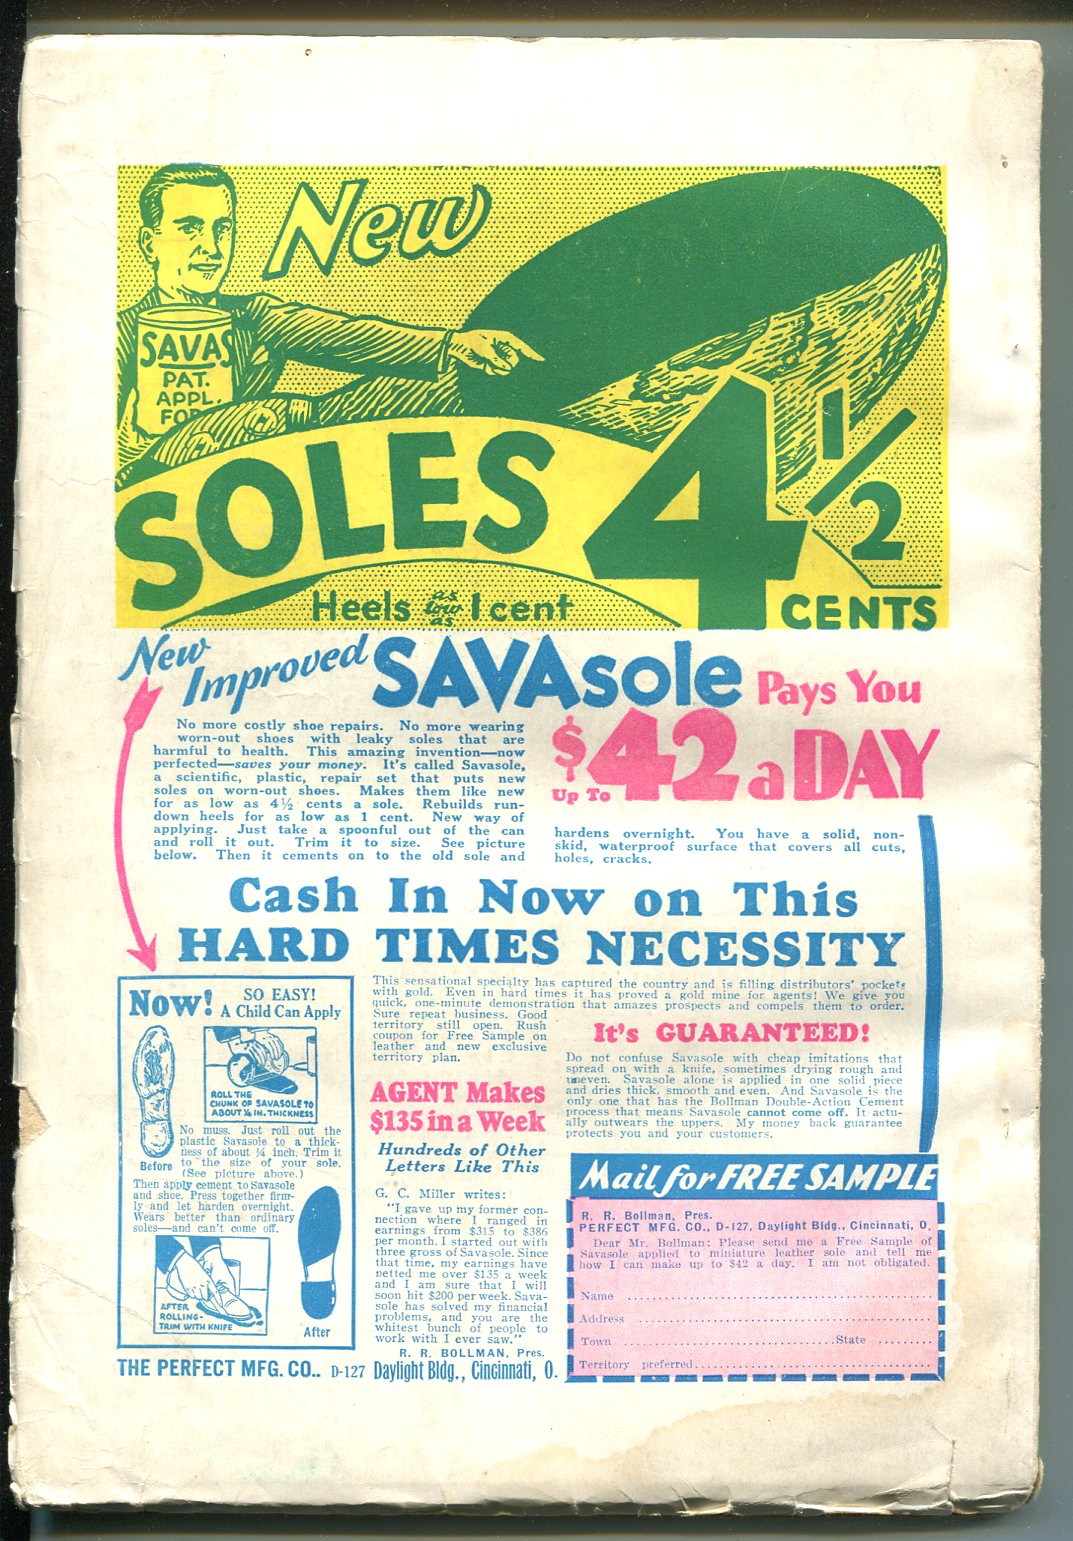 New
SAVAS
PAT.
APPL.
FOR
SOLES 4 1/2
CENTS
Heels as low as 1 cent
New
Improved SAVAsole Pays You
$42 a DAY
Up To
No more costly shoe repairs. No more wearing
worn-out shoes with leaky soles that are
harmful to health. This amazing invention—now
perfected—saves your money. It's called Savasole,
a scientific, plastic, repair set that puts new
soles on worn-out shoes. Makes them like new
for as low as 4½ cents a sole. Rebuilds run-
down heels for as low as 1 cent. New way of
applying. Just take a spoonful out of the can
and roll it out. Trim it to size. See picture
below. Then it cements on to the old sole and
hardens overnight. You have a solid, non-
skid, waterproof surface that covers all cuts,
holes, cracks.
Cash In Now on This
HARD TIMES NECESSITY
Now! SO EASY!
A Child Can Apply
ROLL THE
CHUNK OF SAVASOLE TO
ABOUT ¼ IN. THICKNESS
Before
No muss. Just roll out the
plastic Savasole to a thick-
ness of about ¼ inch. Trim it
to the size of your sole.
(See picture above.)
Then apply cement to Savasole
and shoe. Press together firm-
ly and let harden overnight.
Wears better than ordinary
soles—and can't come off.
AFTER
ROLLING-
TRIM WITH KNIFE
After
This sensational specialty has captured the country and is filling distributors' pockets
with gold. Even in hard times it has proved a gold mine for agents! We give you
quick, one-minute demonstration that amazes prospects and compels them to order.
Sure repeat business. Good
territory still open. Rush
coupon for Free Sample on
leather and new exclusive
territory plan.
AGENT Makes
$135 in a Week
Hundreds of Other
Letters Like This
G. C. Miller writes:
"I gave up my former con-
nection where I ranged in
earnings from $315 to $386
per month. I started out with
three gross of Savasole. Since
that time, my earnings have
netted me over $135 a week
and I am sure that I will
soon hit $200 per week. Sava-
sole has solved my financial
problems, and you are the
whitest bunch of people to
work with I ever saw."
R. R. BOLLMAN, Pres.
It's GUARANTEED!
Do not confuse Savasole with cheap imitations that
spread on with a knife, sometimes drying rough and
uneven. Savasole alone is applied in one solid piece
and dries thick, smooth and even. And Savasole is the
only one that has the Bollman Double-Action Cement
process that means Savasole cannot come off. It actu-
ally outwears the uppers. My money back guarantee
protects you and your customers.
Mail for FREE SAMPLE
R. R. Bollman, Pres.
PERFECT MFG. CO., D-127, Daylight Bldg., Cincinnati, O.
Dear Mr. Bollman: Please send me a Free Sample of
Savasole applied to miniature leather sole and tell me
how I can make up to $42 a day. I am not obligated.
Name
Address
Town State
Territory preferred
THE PERFECT MFG. CO.. D-127 Daylight Bldg., Cincinnati, O.